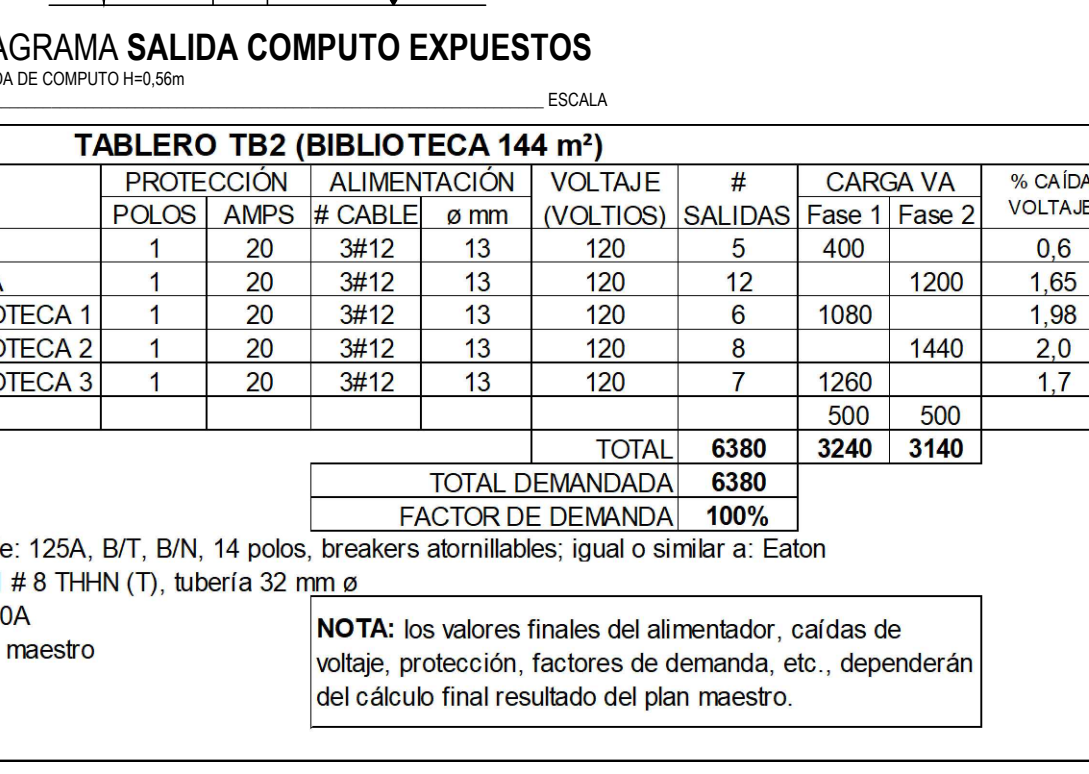 AGRAMA SALIDA COMPUTO EXPUESTOS
DA DE COMPUTO H=0,56m
ESCALA
TABLERO TB2 (BIBLIOTECA 144 m²)
PROTECCIÓN ALIMENTACIÓN VOLTAJE # CARGA VA % CAÍDA
POLOS AMPS # CABLE ø mm (VOLTIOS) SALIDAS Fase 1 Fase 2 VOLTAJE
1 20 3#12 13 120 5 400 0,6
A 1 20 3#12 13 120 12 1200 1,65
OTECA 1 1 20 3#12 13 120 6 1080 1,98
OTECA 2 1 20 3#12 13 120 8 1440 2,0
OTECA 3 1 20 3#12 13 120 7 1260 1,7
500 500
TOTAL 6380 3240 3140
TOTAL DEMANDADA 6380
FACTOR DE DEMANDA 100%
e: 125A, B/T, B/N, 14 polos, breakers atornillables; igual o similar a: Eaton
# 8 THHN (T), tubería 32 mm ø
0A
maestro
NOTA: los valores finales del alimentador, caídas de
voltaje, protección, factores de demanda, etc., dependerán
del cálculo final resultado del plan maestro.